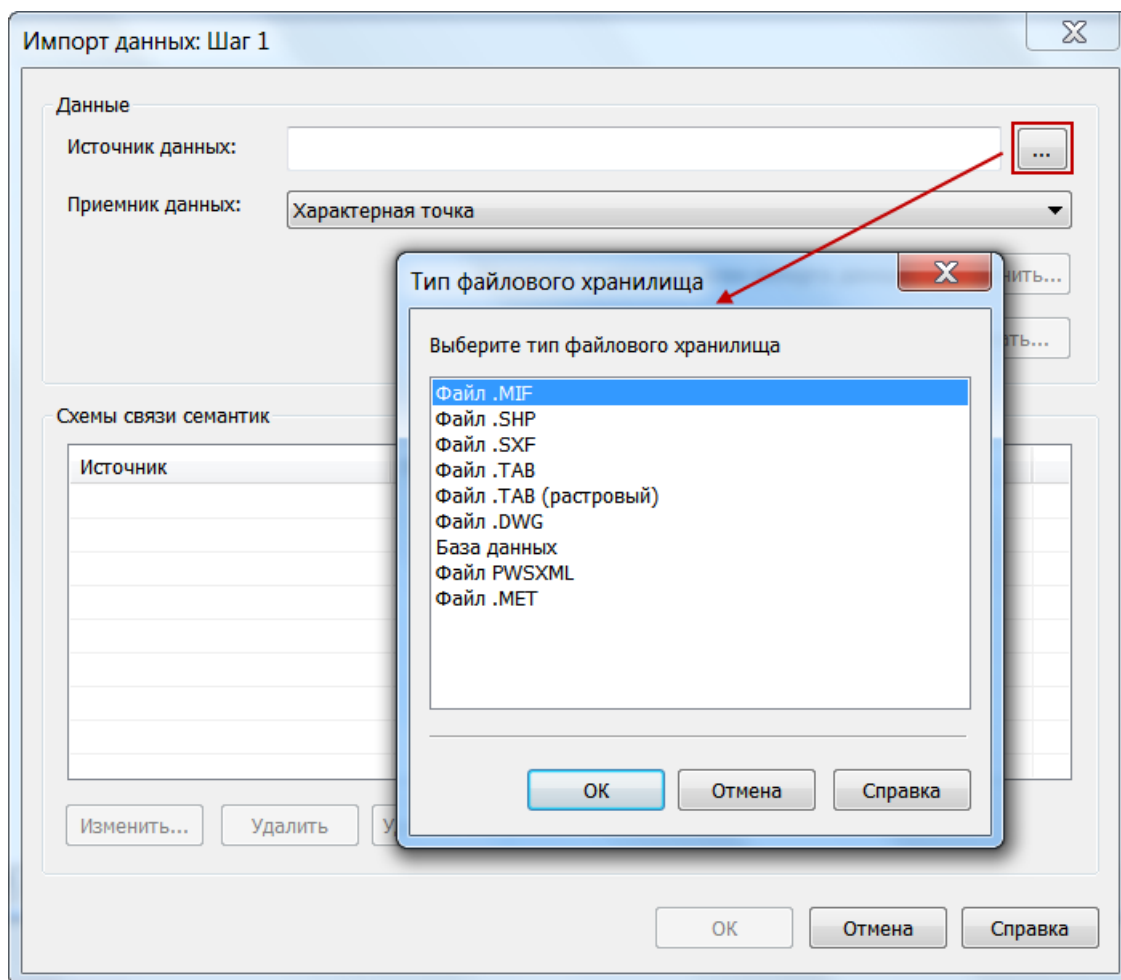 Импорт данных: Шаг 1
Данные
Источник данных:
...
Приемник данных:
Характерная точка
Тип файлового хранилища
Выберите тип файлового хранилища
Файл .MIF
Файл .SHP
Файл .SXF
Файл .TAB
Файл .TAB (растровый)
Файл .DWG
База данных
Файл PWSXML
Файл .MET
ОК
Отмена
Справка
Схемы связи семантик
Источник
Изменить...
Удалить
ОК
Отмена
Справка